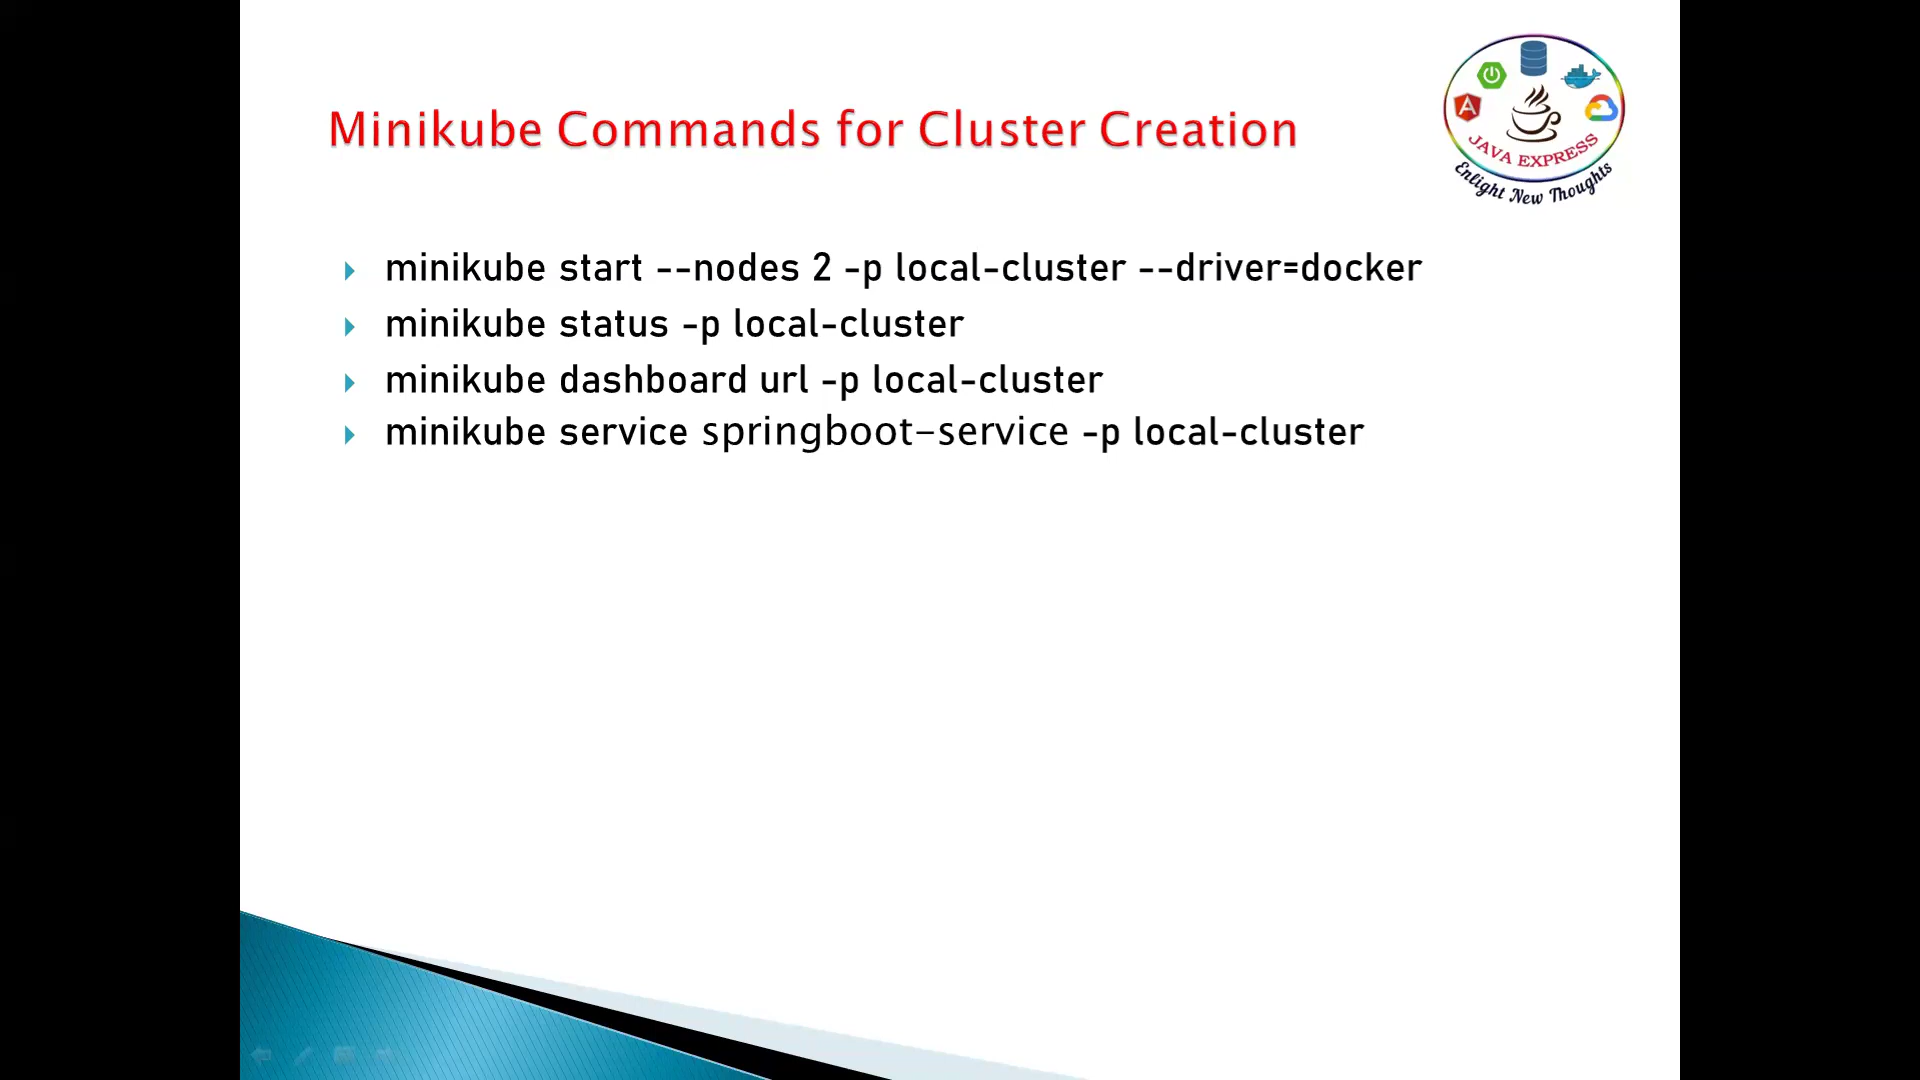 Minikube Commands for Cluster Creation
JAVA EXPRESS
Enlight New Thoughts
minikube start --nodes 2 -p local-cluster --driver=docker
minikube status -p local-cluster
minikube dashboard url -p local-cluster
minikube service springboot-service -p local-cluster